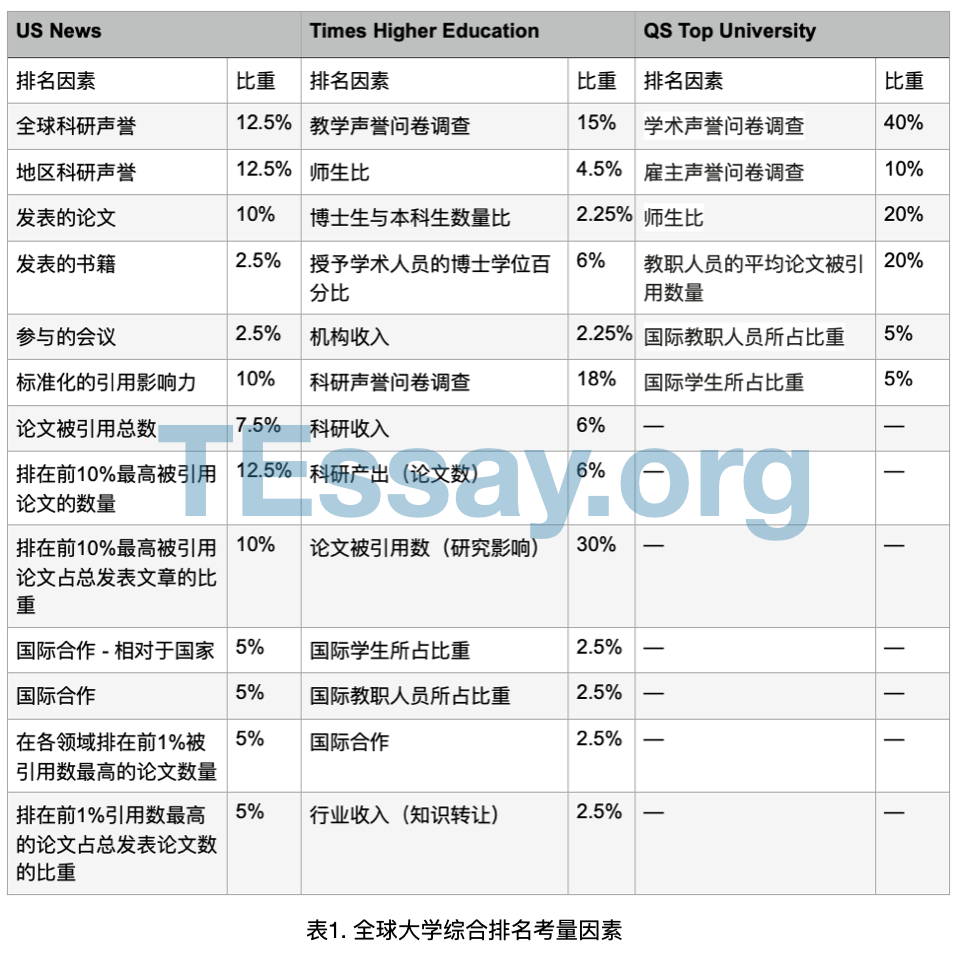 US News Times Higher Education QS Top University
排名因素 比重 排名因素 比重 排名因素 比重
全球科研声誉 12.5% 教学声誉问卷调查 15% 学术声誉问卷调查 40%
地区科研声誉 12.5% 师生比 4.5% 雇主声誉问卷调查 10%
发表的论文 10% 博士生与本科生数量比 2.25% 师生比 20%
发表的书籍 2.5% 授予学术人员的博士学位百 6% 教职人员的平均论文被引 20%
分比 用数量
参与的会议 2.5% 机构收入 2.25% 国际教职人员所占比重 5%
标准化的引用影响力 10% 科研声誉问卷调查 18% 国际学生所占比重 5%
论文被引用总数 7.5% 科研收入 6% — —
排在前10%最高被引用 12.5% 科研产出（论文数） 6% — —
论文的数量
TEssay.org
排在前10%最高被引用 10% 论文被引用数（研究影响） 30% — —
论文占总发表文章的比
重
国际合作 - 相对于国家 5% 国际学生所占比重 2.5% — —
国际合作 5% 国际教职人员所占比重 2.5% — —
在各领域排在前1%被 5% 国际合作 2.5% — —
引用数最高的论文数量
排在前1%引用数最高 5% 行业收入（知识转让） 2.5% — —
的论文占总发表论文数
的比重
表1. 全球大学综合排名考量因素